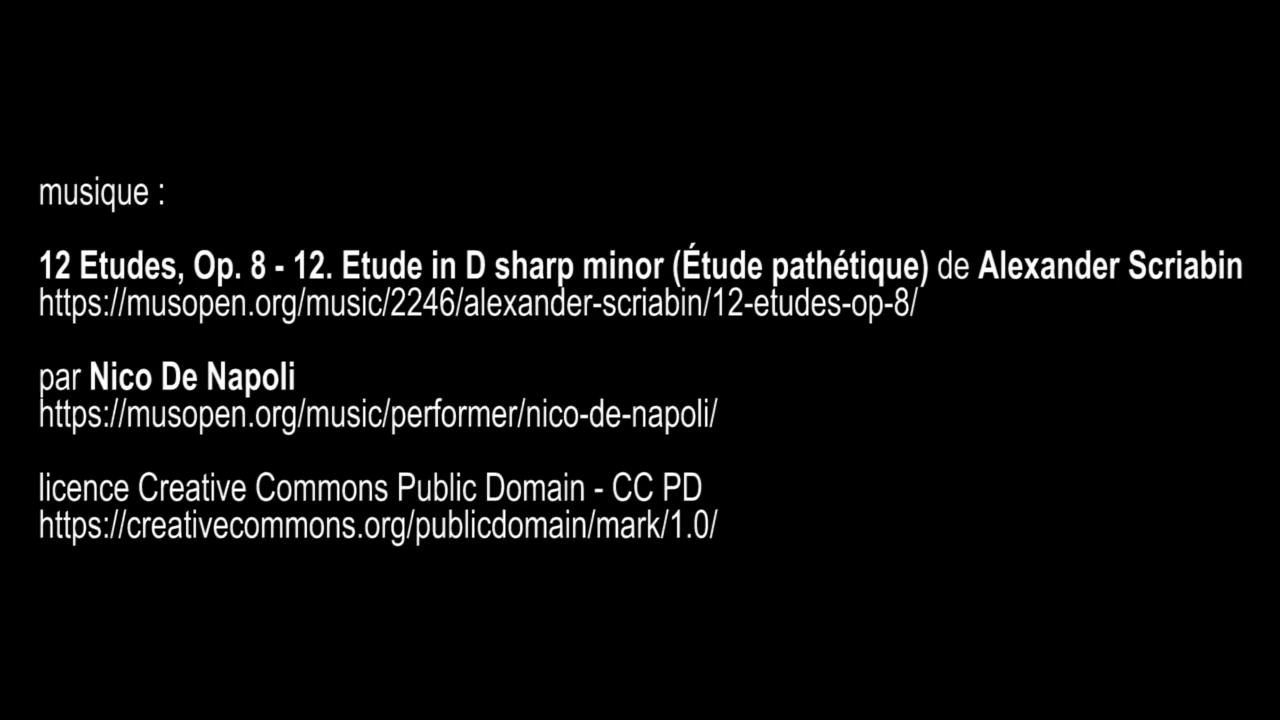 musique :
12 Etudes, Op. 8 - 12. Etude in D sharp minor (Étude pathétique) de Alexander Scriabin
https://musopen.org/music/2246/alexander-scriabin/12-etudes-op-8/
par Nico De Napoli
https://musopen.org/music/performer/nico-de-napoli/
licence Creative Commons Public Domain - CC PD
https://creativecommons.org/publicdomain/mark/1.0/